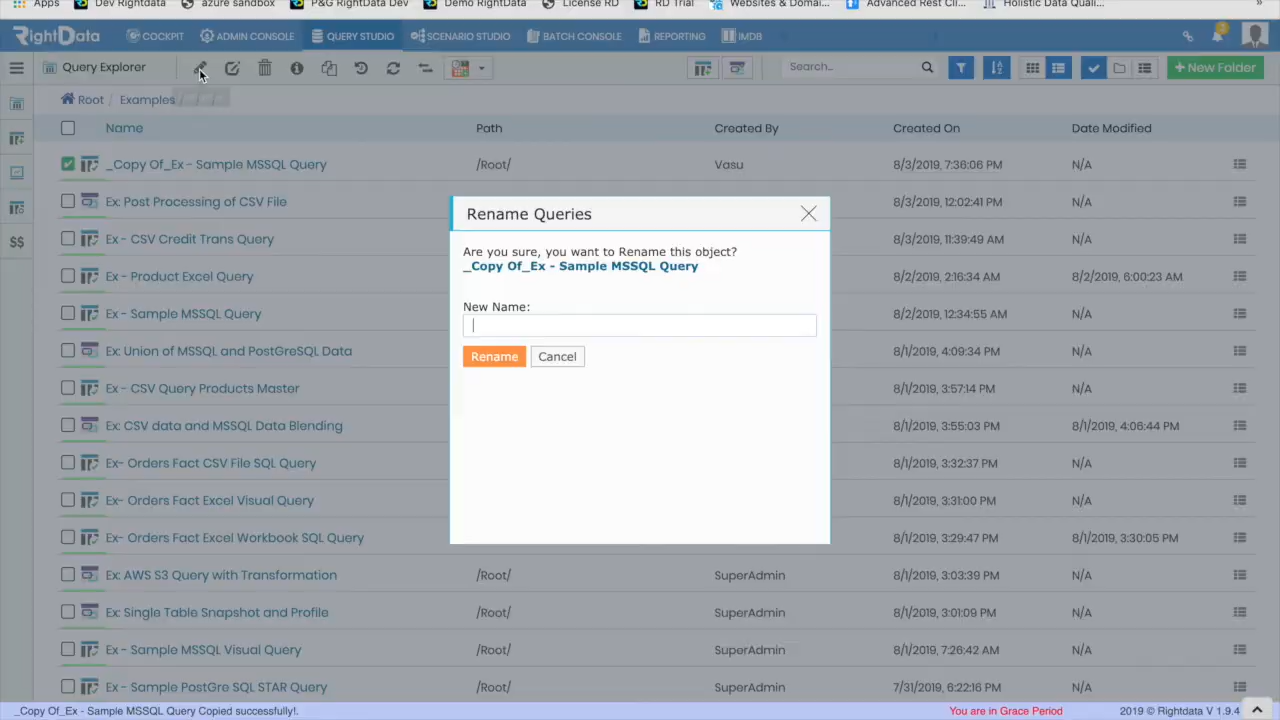 Apps Dev Rightdata azure sandbox P&G RightData Dev Demo RightData License RD RD Trial Websites & Domai... Advanced Rest Cli... Holistic Data Quali... »
RightData COCKPIT ADMIN CONSOLE QUERY STUDIO SCENARIO STUDIO BATCH CONSOLE REPORTING IMDB
Query Explorer Search... + New Folder
Root / Examples
Name Path Created By Created On Date Modified
_Copy Of_Ex - Sample MSSQL Query /Root/ Vasu 8/3/2019, 7:36:06 PM N/A
Ex: Post Processing of CSV File 8/3/2019, 12:02:41 PM N/A
Ex - CSV Credit Trans Query 8/3/2019, 11:39:49 AM N/A
Ex - Product Excel Query 8/2/2019, 2:16:34 AM 8/2/2019, 6:00:23 AM
Ex - Sample MSSQL Query 8/2/2019, 12:34:55 AM N/A
Ex: Union of MSSQL and PostGreSQL Data 8/1/2019, 4:09:34 PM N/A
Ex - CSV Query Products Master 8/1/2019, 3:57:14 PM N/A
Ex: CSV data and MSSQL Data Blending 8/1/2019, 3:55:03 PM 8/1/2019, 4:06:44 PM
Ex- Orders Fact CSV File SQL Query 8/1/2019, 3:32:37 PM N/A
Ex- Orders Fact Excel Visual Query 8/1/2019, 3:31:00 PM N/A
Ex- Orders Fact Excel Workbook SQL Query 8/1/2019, 3:29:47 PM 8/1/2019, 3:30:05 PM
Ex: AWS S3 Query with Transformation /Root/ SuperAdmin 8/1/2019, 3:03:39 PM N/A
Ex: Single Table Snapshot and Profile /Root/ SuperAdmin 8/1/2019, 3:01:09 PM N/A
Ex - Sample MSSQL Visual Query /Root/ SuperAdmin 8/1/2019, 7:26:42 AM N/A
Ex - Sample PostGre SQL STAR Query /Root/ SuperAdmin 7/31/2019, 6:22:16 PM N/A
$$
Rename Queries
Are you sure, you want to Rename this object?
_Copy Of_Ex - Sample MSSQL Query
New Name:
Rename Cancel
_Copy Of_Ex - Sample MSSQL Query Copied successfully!. You are in Grace Period 2019 © Rightdata V 1.9.4